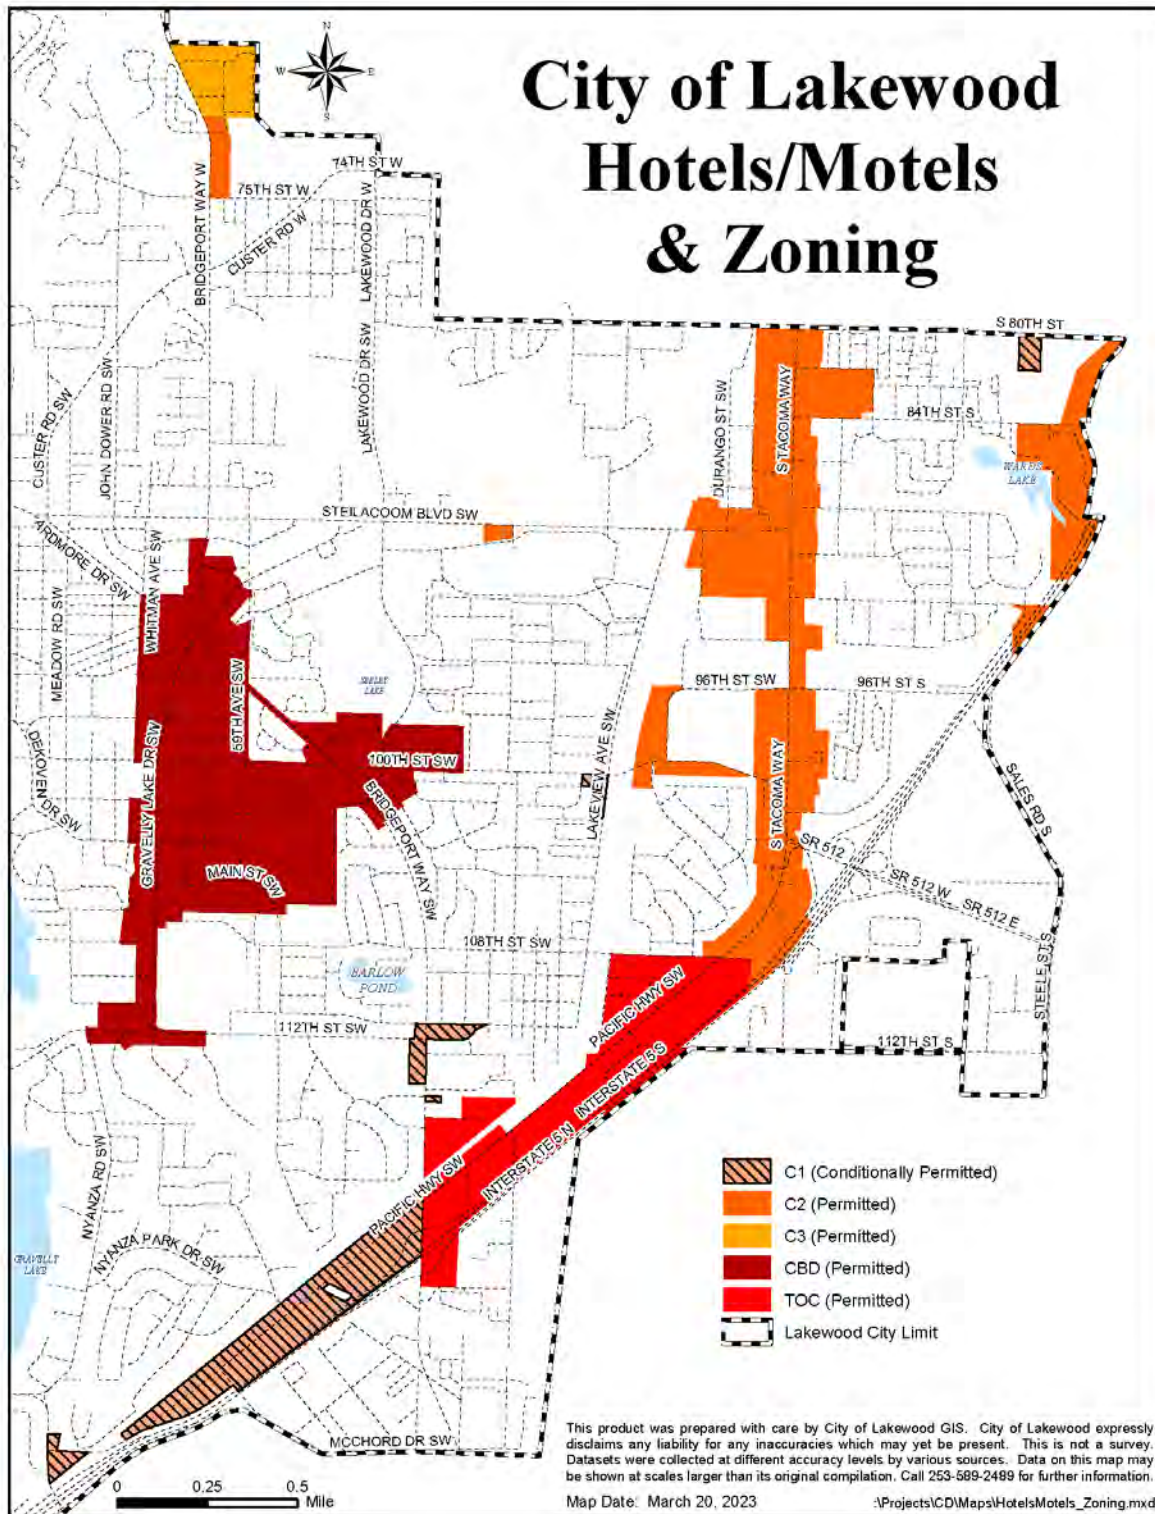 City of Lakewood
Hotels/Motels
& Zoning
N
W
E
S
74TH ST W
75TH ST W
BRIDGEPORT WAY W
CUSTER RD W
LAKEWOOD DR W
S 80TH ST
LAKEWOOD DR SW
JOHN DOWER RD SW
CUSTER RD SW
DURANGO ST SW
S TACOMA WAY
84TH ST S
LAKE
STEILACOOM BLVD SW
ARDMORE DR SW
WHITMAN AVE SW
MEADOW RD SW
59TH AVE SW
LAKE
96TH ST SW
96TH ST S
DEKOVEN DR SW
GRAVELLY LAKE DR SW
100TH ST SW
LAKEVIEW AVE SW
S TACOMA WAY
SALES RD S
BRIDGEPORT WAY SW
MAIN ST SW
SR 512
SR 512 W
SR 512 E
108TH ST SW
BARLOW
POND
PACIFIC HWY SW
STEELE ST S
112TH ST SW
112TH ST S
INTERSTATE 5 S
INTERSTATE 5 N
PACIFIC HWY SW
NYANZA RD SW
NYANZA PARK DR SW
GRAVELLY
LAKE
MCCHORD DR SW
C1 (Conditionally Permitted)
C2 (Permitted)
C3 (Permitted)
CBD (Permitted)
TOC (Permitted)
Lakewood City Limit
This product was prepared with care by City of Lakewood GIS. City of Lakewood expressly
disclaims any liability for any inaccuracies which may yet be present. This is not a survey.
Datasets were collected at different accuracy levels by various sources. Data on this map may
be shown at scales larger than its original compilation. Call 253-589-2489 for further information.
0 0.25 0.5
Mile
Map Date: March 20, 2023
:\Projects\CD\Maps\HotelsMotels_Zoning.mxd